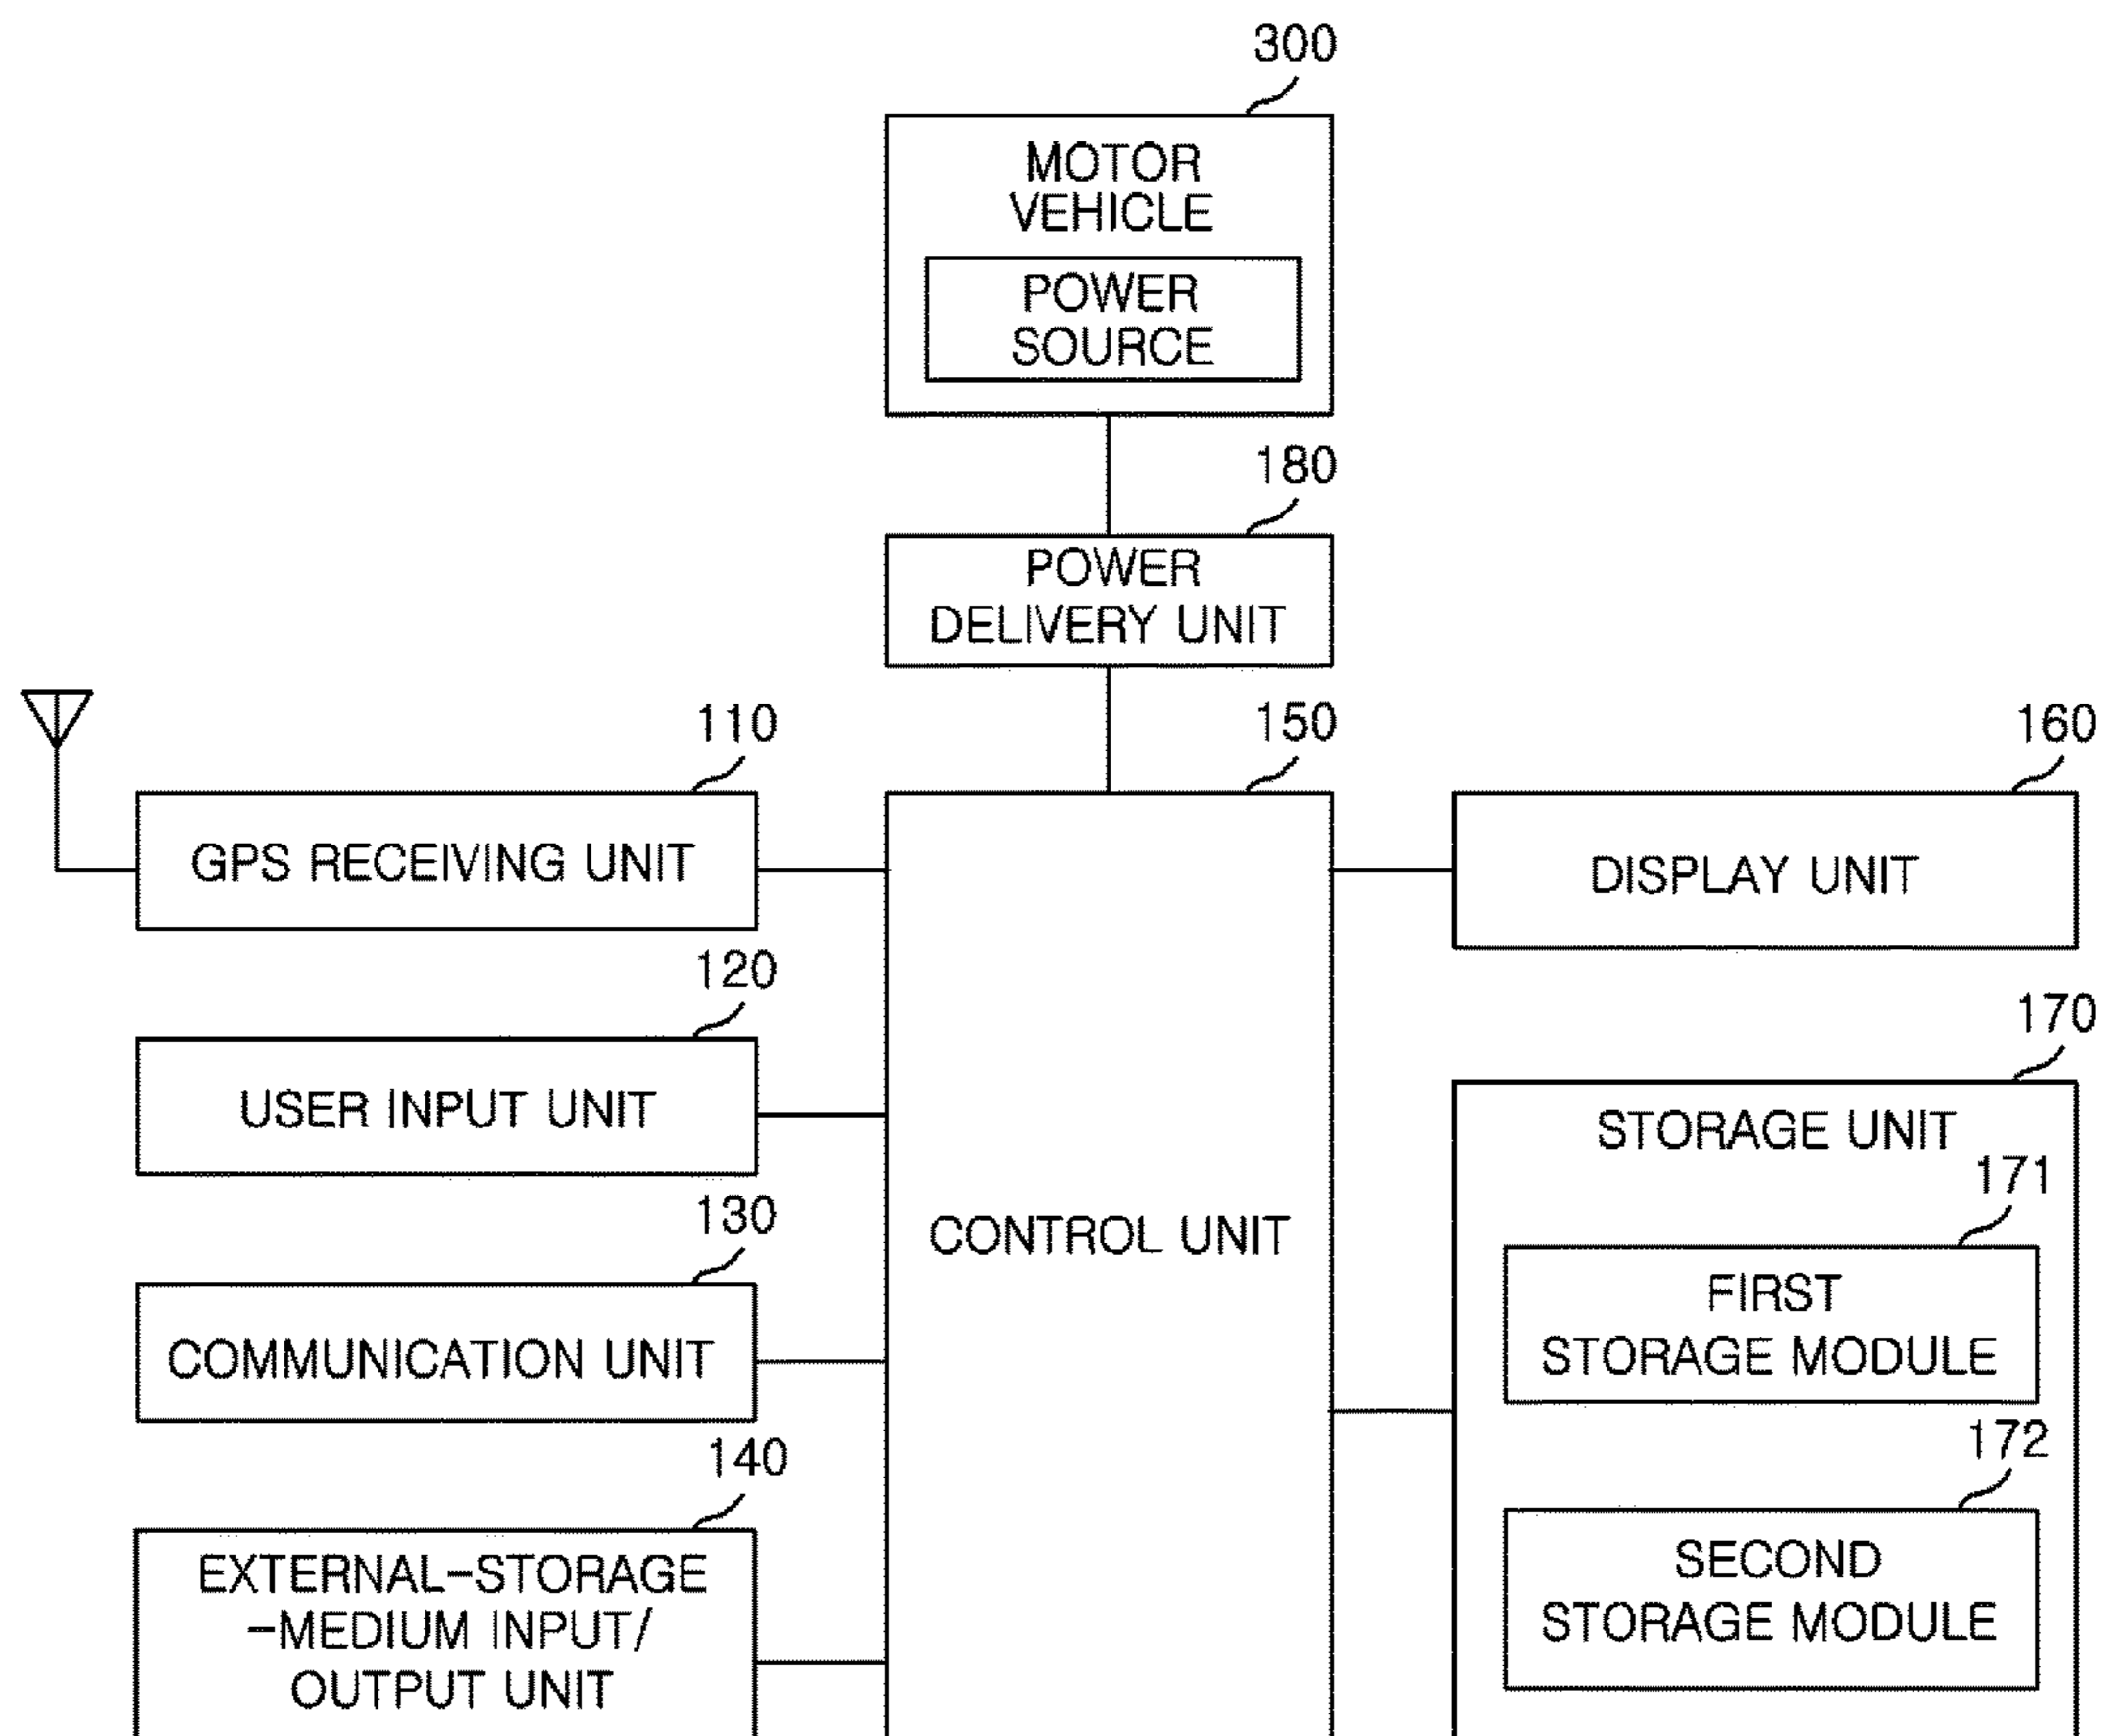 300
MOTOR
VEHICLE
POWER
SOURCE
180
POWER
DELIVERY UNIT
110
GPS RECEIVING UNIT
120
USER INPUT UNIT
130
COMMUNICATION UNIT
140
EXTERNAL-STORAGE
-MEDIUM INPUT/
OUTPUT UNIT
150
CONTROL UNIT
160
DISPLAY UNIT
170
STORAGE UNIT
171
FIRST
STORAGE MODULE
172
SECOND
STORAGE MODULE